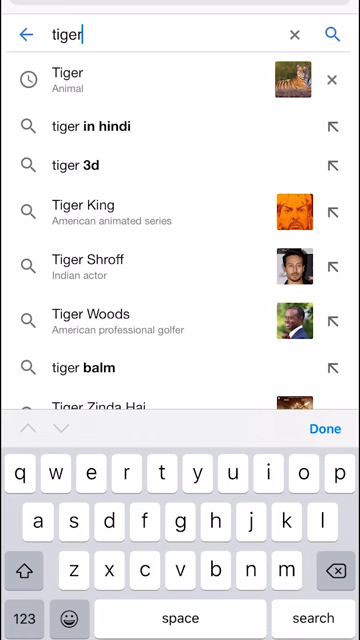 tiger
Tiger
Animal
tiger in hindi
tiger 3d
Tiger King
American animated series
Tiger Shroff
Indian actor
Tiger Woods
American professional golfer
tiger balm
Tiger Zinda Hai
Done
q w e r t y u i o p
a s d f g h j k l
z x c v b n m
123 space search